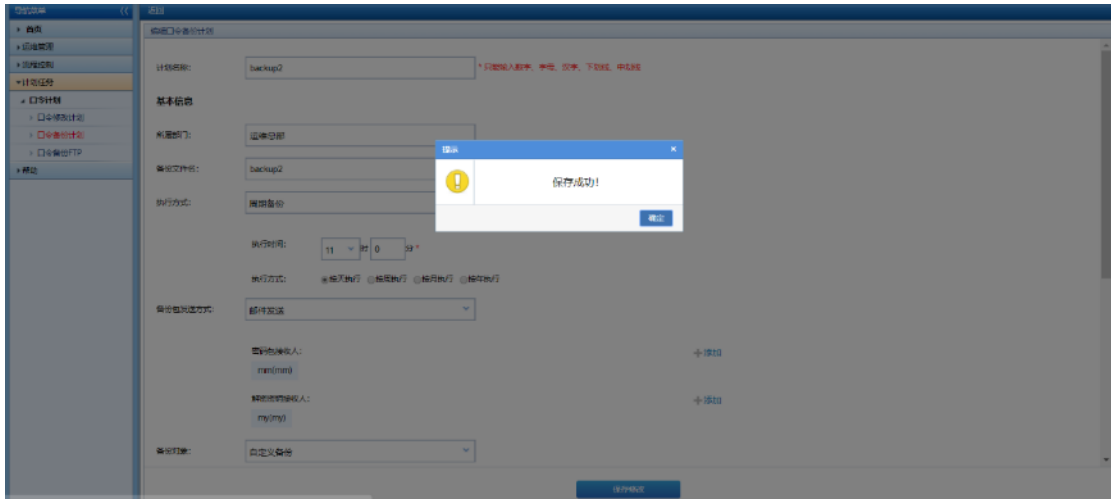 导航菜单 <<
返回
首页
编辑口令备份计划
运维管理
流程控制
计划名称: backup2 * 只能输入数字、字母、汉字、下划线、中划线
计划任务
口令计划
基本信息
口令修改计划
口令备份计划
所属部门: 运维总部
口令备份FTP
提示 ×
帮助
备份文件名: backup2
保存成功!
执行方式: 周期备份
确定
执行时间: 11 时 0 分 *
执行方式: 按天执行 按周执行 按月执行 按年执行
备份包发送方式: 邮件发送
密码包接收人: 添加
mm(mm)
解密密钥接收人: 添加
my(my)
备份对象: 自定义备份
保存修改